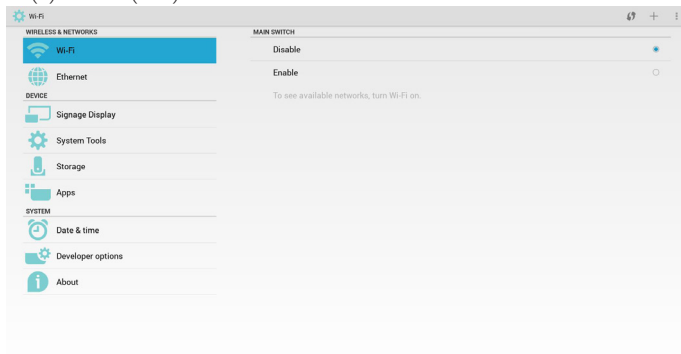 Wi-Fi
WIRELESS & NETWORKS
Wi-Fi
Ethernet
DEVICE
Signage Display
System Tools
Storage
Apps
SYSTEM
Date & time
Developer options
About
MAIN SWITCH
Disable
Enable
To see available networks, turn Wi-Fi on.